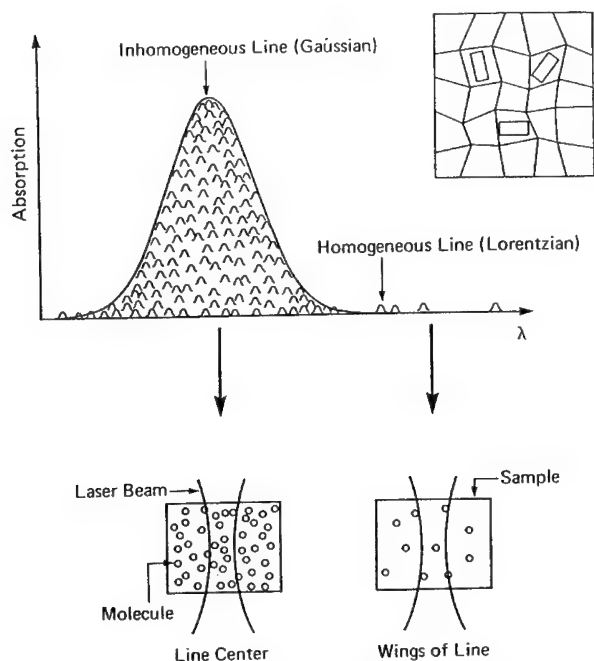 Inhomogeneous Line (Gaussian)
Absorption
Homogeneous Line (Lorentzian)
λ
Laser Beam
Sample
Molecule
Line Center
Wings of Line